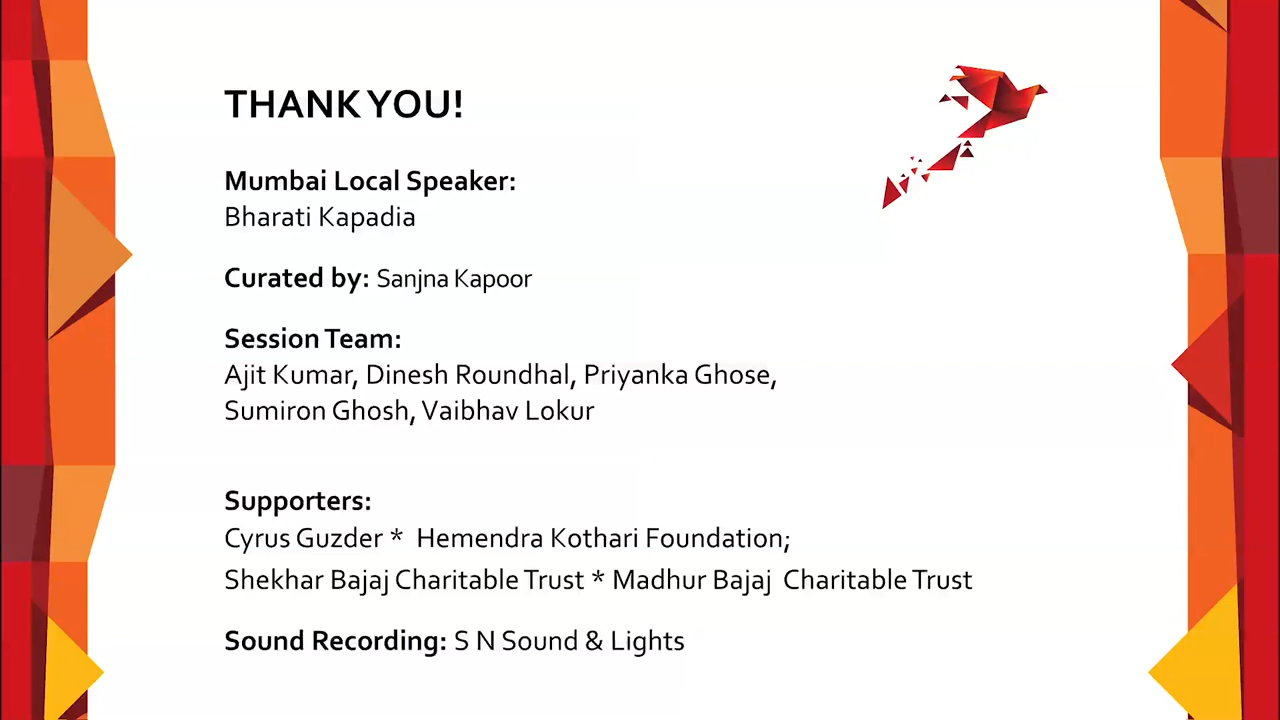 THANK YOU!
Mumbai Local Speaker:
Bharati Kapadia
Curated by: Sanjna Kapoor
Session Team:
Ajit Kumar, Dinesh Roundhal, Priyanka Ghose,
Sumiron Ghosh, Vaibhav Lokur
Supporters:
Cyrus Guzder * Hemendra Kothari Foundation;
Shekhar Bajaj Charitable Trust * Madhur Bajaj Charitable Trust
Sound Recording: S N Sound & Lights